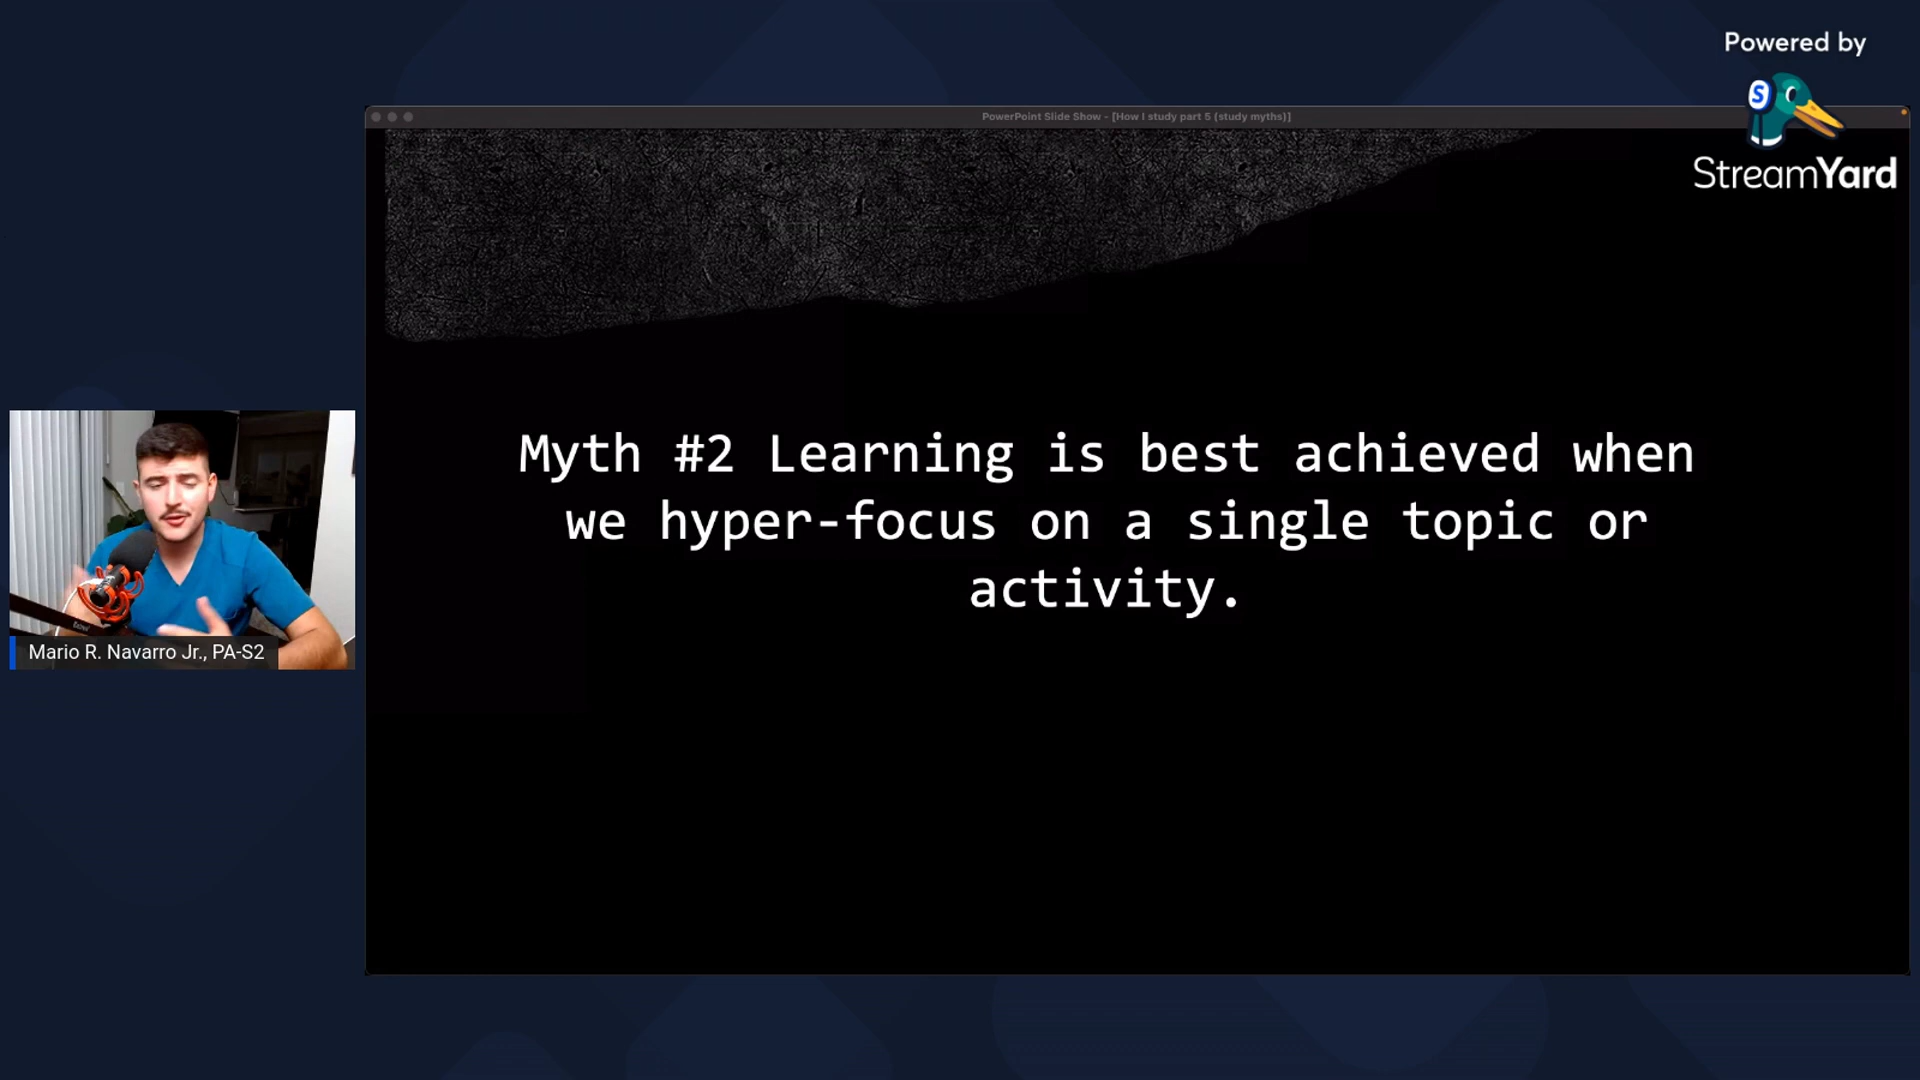 Powered by
S
StreamYard
PowerPoint Slide Show - [How I study part 5 (study myths)]
Myth #2 Learning is best achieved when
we hyper-focus on a single topic or
activity.
Mario R. Navarro Jr., PA-S2